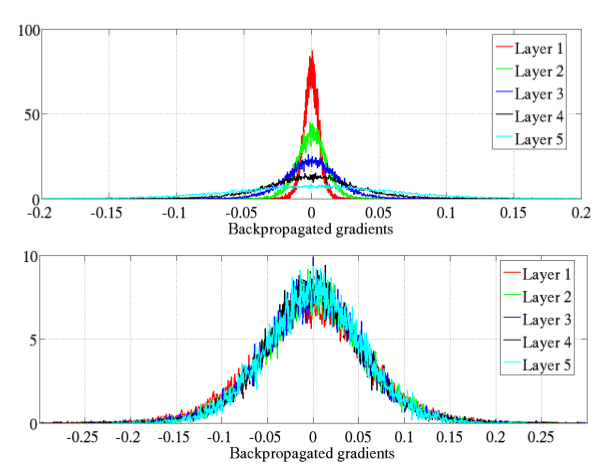 100
50
0
-0.2
-0.15
-0.1
-0.05
0
0.05
0.1
0.15
0.2
Backpropagated gradients
Layer 1
Layer 2
Layer 3
Layer 4
Layer 5
10
5
0
-0.25
-0.2
-0.15
-0.1
-0.05
0
0.05
0.1
0.15
0.2
0.25
Backpropagated gradients
Layer 1
Layer 2
Layer 3
Layer 4
Layer 5